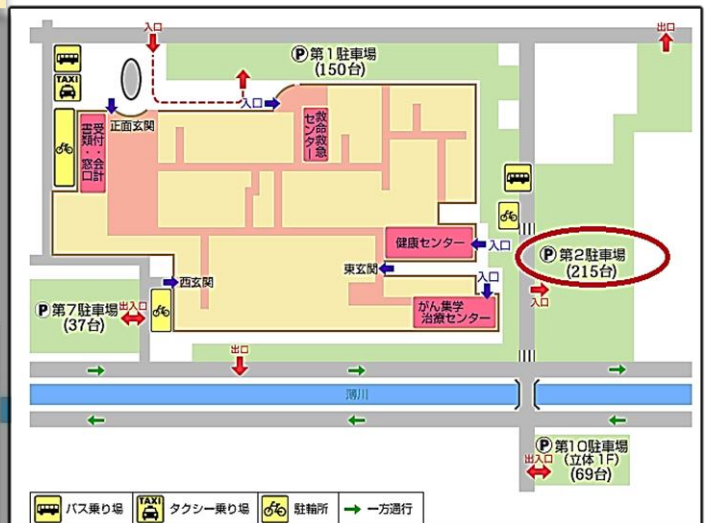 入口
出口
P 第1駐車場
(150台)
TAXI
入口
正面玄関
受付・会計
書類・窓口
救命救急
センター
健康センター
入口
P 第2駐車場
(215台)
東玄関
入口
入口
西玄関
P 第7駐車場
(37台)
出入口
がん集学
治療センター
出口
薄川
P 第10駐車場
(立体1F)
(69台)
出入口
バス乗り場
TAXI
タクシー乗り場
駐輪所
一方通行